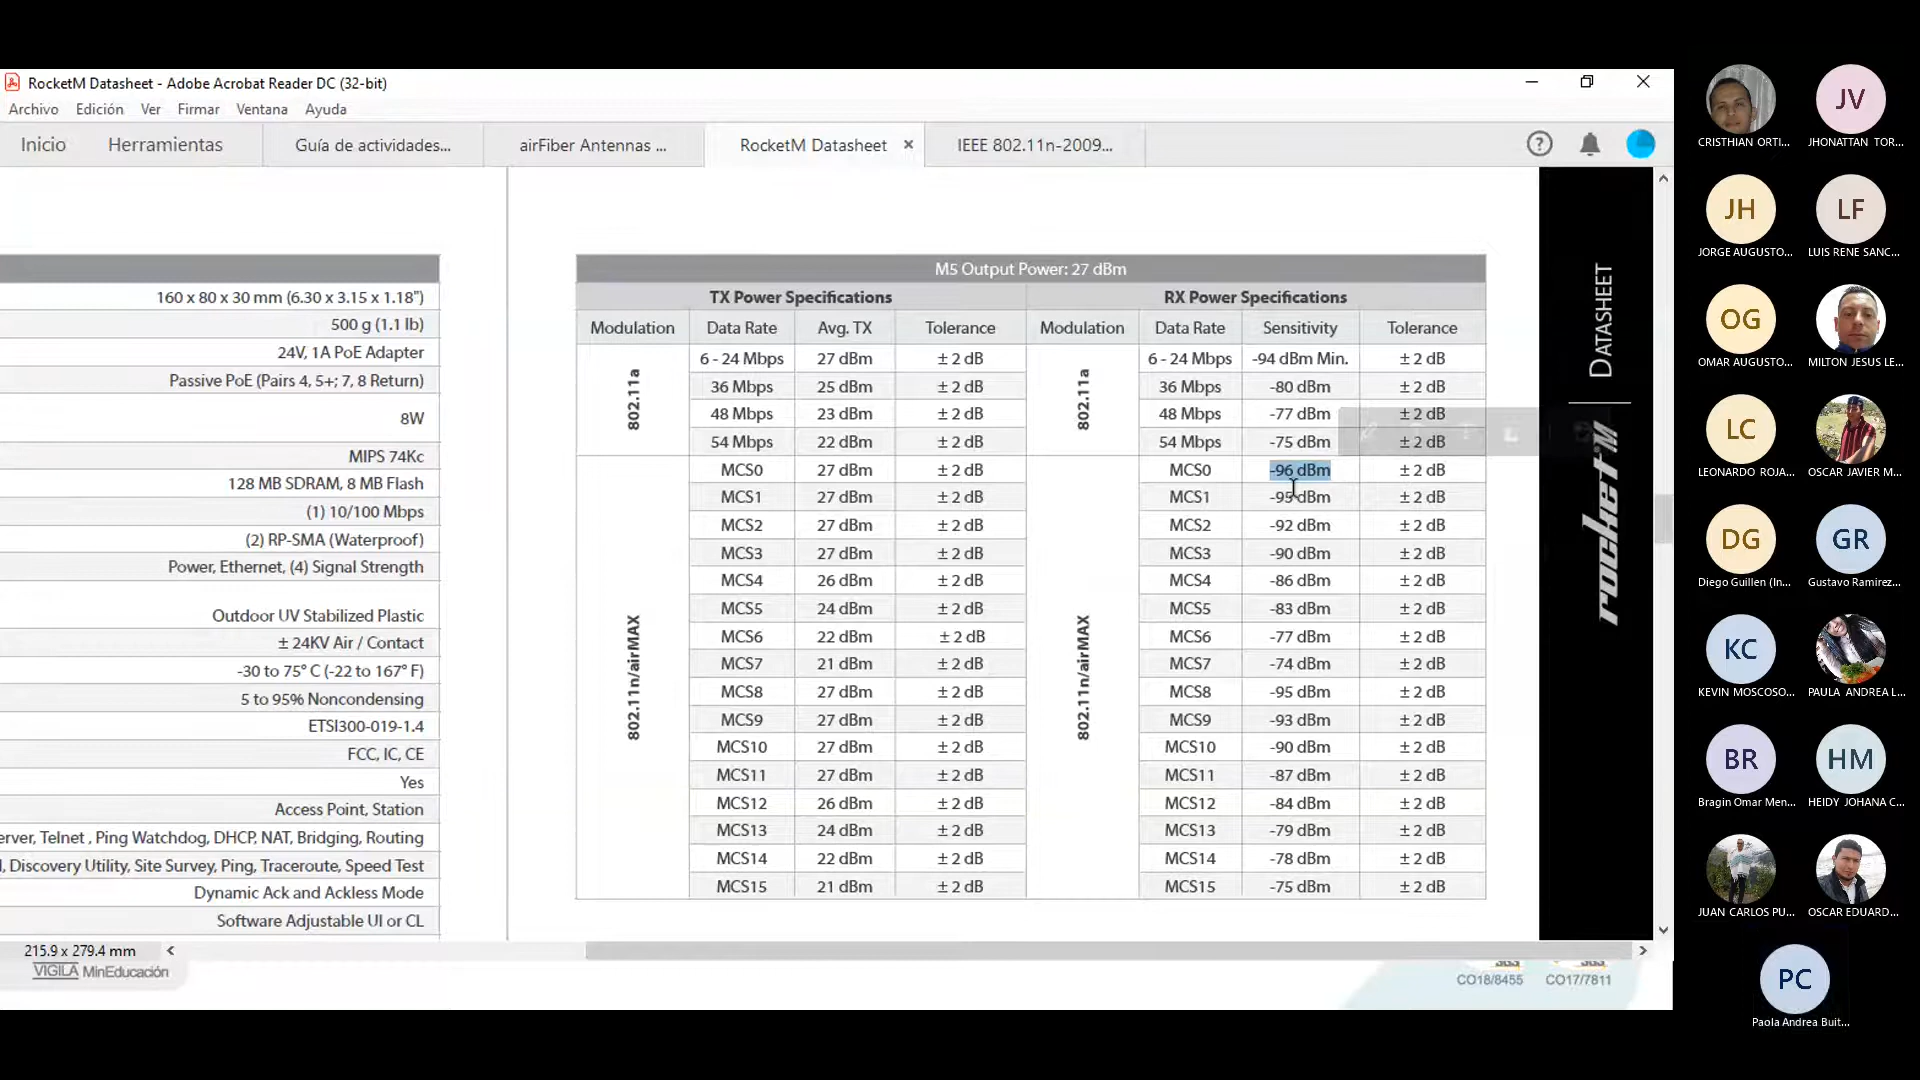 RocketM Datasheet - Adobe Acrobat Reader DC (32-bit)
Archivo Edición Ver Firmar Ventana Ayuda
Inicio Herramientas Guía de actividades... airFiber Antennas ... RocketM Datasheet IEEE 802.11n-2009...
160 x 80 x 30 mm (6.30 x 3.15 x 1.18")
500 g (1.1 lb)
24V, 1A PoE Adapter
Passive PoE (Pairs 4, 5+; 7, 8 Return)
8W
MIPS 74Kc
128 MB SDRAM, 8 MB Flash
(1) 10/100 Mbps
(2) RP-SMA (Waterproof)
Power, Ethernet, (4) Signal Strength
Outdoor UV Stabilized Plastic
± 24KV Air / Contact
-30 to 75° C (-22 to 167° F)
5 to 95% Noncondensing
ETSI300-019-1.4
FCC, IC, CE
Yes
Access Point, Station
Telnet , Ping Watchdog, DHCP, NAT, Bridging, Routing
Discovery Utility, Site Survey, Ping, Traceroute, Speed Test
Dynamic Ack and Ackless Mode
Software Adjustable UI or CL
M5 Output Power: 27 dBm
TX Power Specifications RX Power Specifications
Modulation Data Rate Avg. TX Tolerance Modulation Data Rate Sensitivity Tolerance
802.11a 802.11a
6 - 24 Mbps 27 dBm ± 2 dB 6 - 24 Mbps -94 dBm Min. ± 2 dB
36 Mbps 25 dBm ± 2 dB 36 Mbps -80 dBm ± 2 dB
48 Mbps 23 dBm ± 2 dB 48 Mbps -77 dBm ± 2 dB
54 Mbps 22 dBm ± 2 dB 54 Mbps -75 dBm ± 2 dB
802.11n/airMAX 802.11n/airMAX
MCS0 27 dBm ± 2 dB MCS0 -96 dBm ± 2 dB
MCS1 27 dBm ± 2 dB MCS1 -95 dBm ± 2 dB
MCS2 27 dBm ± 2 dB MCS2 -92 dBm ± 2 dB
MCS3 27 dBm ± 2 dB MCS3 -90 dBm ± 2 dB
MCS4 26 dBm ± 2 dB MCS4 -86 dBm ± 2 dB
MCS5 24 dBm ± 2 dB MCS5 -83 dBm ± 2 dB
MCS6 22 dBm ± 2 dB MCS6 -77 dBm ± 2 dB
MCS7 21 dBm ± 2 dB MCS7 -74 dBm ± 2 dB
MCS8 27 dBm ± 2 dB MCS8 -95 dBm ± 2 dB
MCS9 27 dBm ± 2 dB MCS9 -93 dBm ± 2 dB
MCS10 27 dBm ± 2 dB MCS10 -90 dBm ± 2 dB
MCS11 27 dBm ± 2 dB MCS11 -87 dBm ± 2 dB
MCS12 26 dBm ± 2 dB MCS12 -84 dBm ± 2 dB
MCS13 24 dBm ± 2 dB MCS13 -79 dBm ± 2 dB
MCS14 22 dBm ± 2 dB MCS14 -78 dBm ± 2 dB
MCS15 21 dBm ± 2 dB MCS15 -75 dBm ± 2 dB
DATASHEET
rocketM
215.9 x 279.4 mm
VIGILA MinEducación
CO18/8455 CO17/7811
JV
CRISTHIAN ORTI... JHONATTAN TOR...
JH LF
JORGE AUGUSTO... LUIS RENE SANC...
OG
OMAR AUGUSTO... MILTON JESUS LE...
LC
LEONARDO ROJA... OSCAR JAVIER M...
DG GR
Diego Guillen (In... Gustavo Ramirez...
KC
KEVIN MOSCOSO... PAULA ANDREA L...
BR HM
Bragin Omar Men... HEIDY JOHANA C...
JUAN CARLOS PU... OSCAR EDUARD...
PC
Paola Andrea Buit...